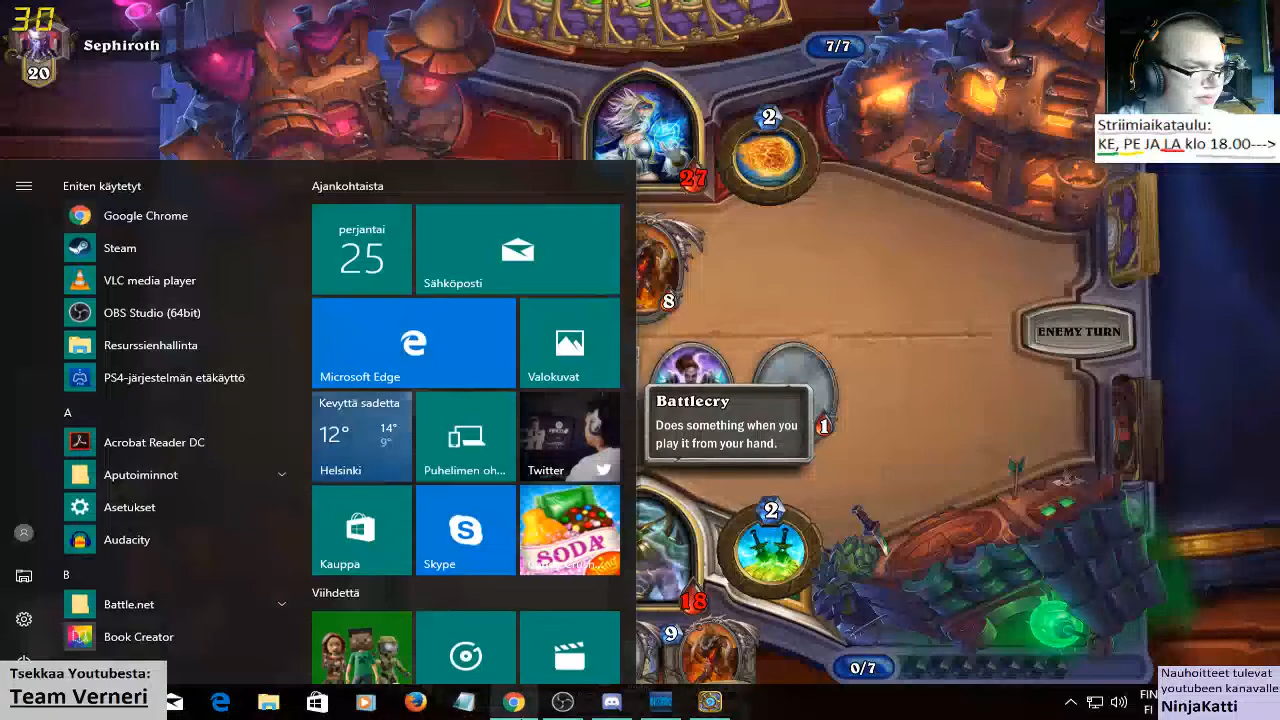 30
Sephiroth
20
7/7
2
27
Striimiaikataulu:
KE, PE JA LA klo 18.00--->
Eniten käytetyt
Google Chrome
Steam
VLC media player
OBS Studio (64bit)
Resurssienhallinta
PS4-järjestelmän etäkäyttö
A
Acrobat Reader DC
Aputoiminnot
Asetukset
Audacity
B
Battle.net
Book Creator
Ajankohtaista
perjantai
25
Sähköposti
Microsoft Edge
Valokuvat
Kevyttä sadetta
12°
14°
9°
Helsinki
Puhelimen oh...
Twitter
Kauppa
Skype
SODA
Viihdettä
8
ENEMY TURN
Battlecry
Does something when you
play it from your hand.
1
2
18
9
0/7
Tsekkaa Youtubesta:
Team Verneri
FIN
FI
Nauhoitteet tulevat
youtubeen kanavalle
NinjaKatti